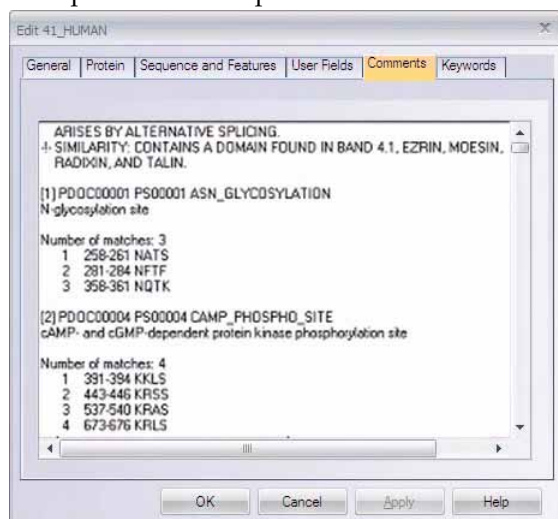 Edit 41_HUMAN
General Protein Sequence and Features User Fields Comments Keywords
ARISES BY ALTERNATIVE SPLICING.
-!- SIMILARITY: CONTAINS A DOMAIN FOUND IN BAND 4.1, EZRIN, MOESIN,
RADIXIN, AND TALIN.
[1] PDOC00001 PS00001 ASN_GLYCOSYLATION
N-glycosylation site
Number of matches: 3
1 258-261 NATS
2 281-284 NFTF
3 358-361 NQTK
[2] PDOC00004 PS00004 CAMP_PHOSPHO_SITE
cAMP- and cGMP-dependent protein kinase phosphorylation site
Number of matches: 4
1 391-394 KKLS
2 443-446 KRSS
3 537-540 KRAS
4 673-676 KRLS
OK Cancel Apply Help